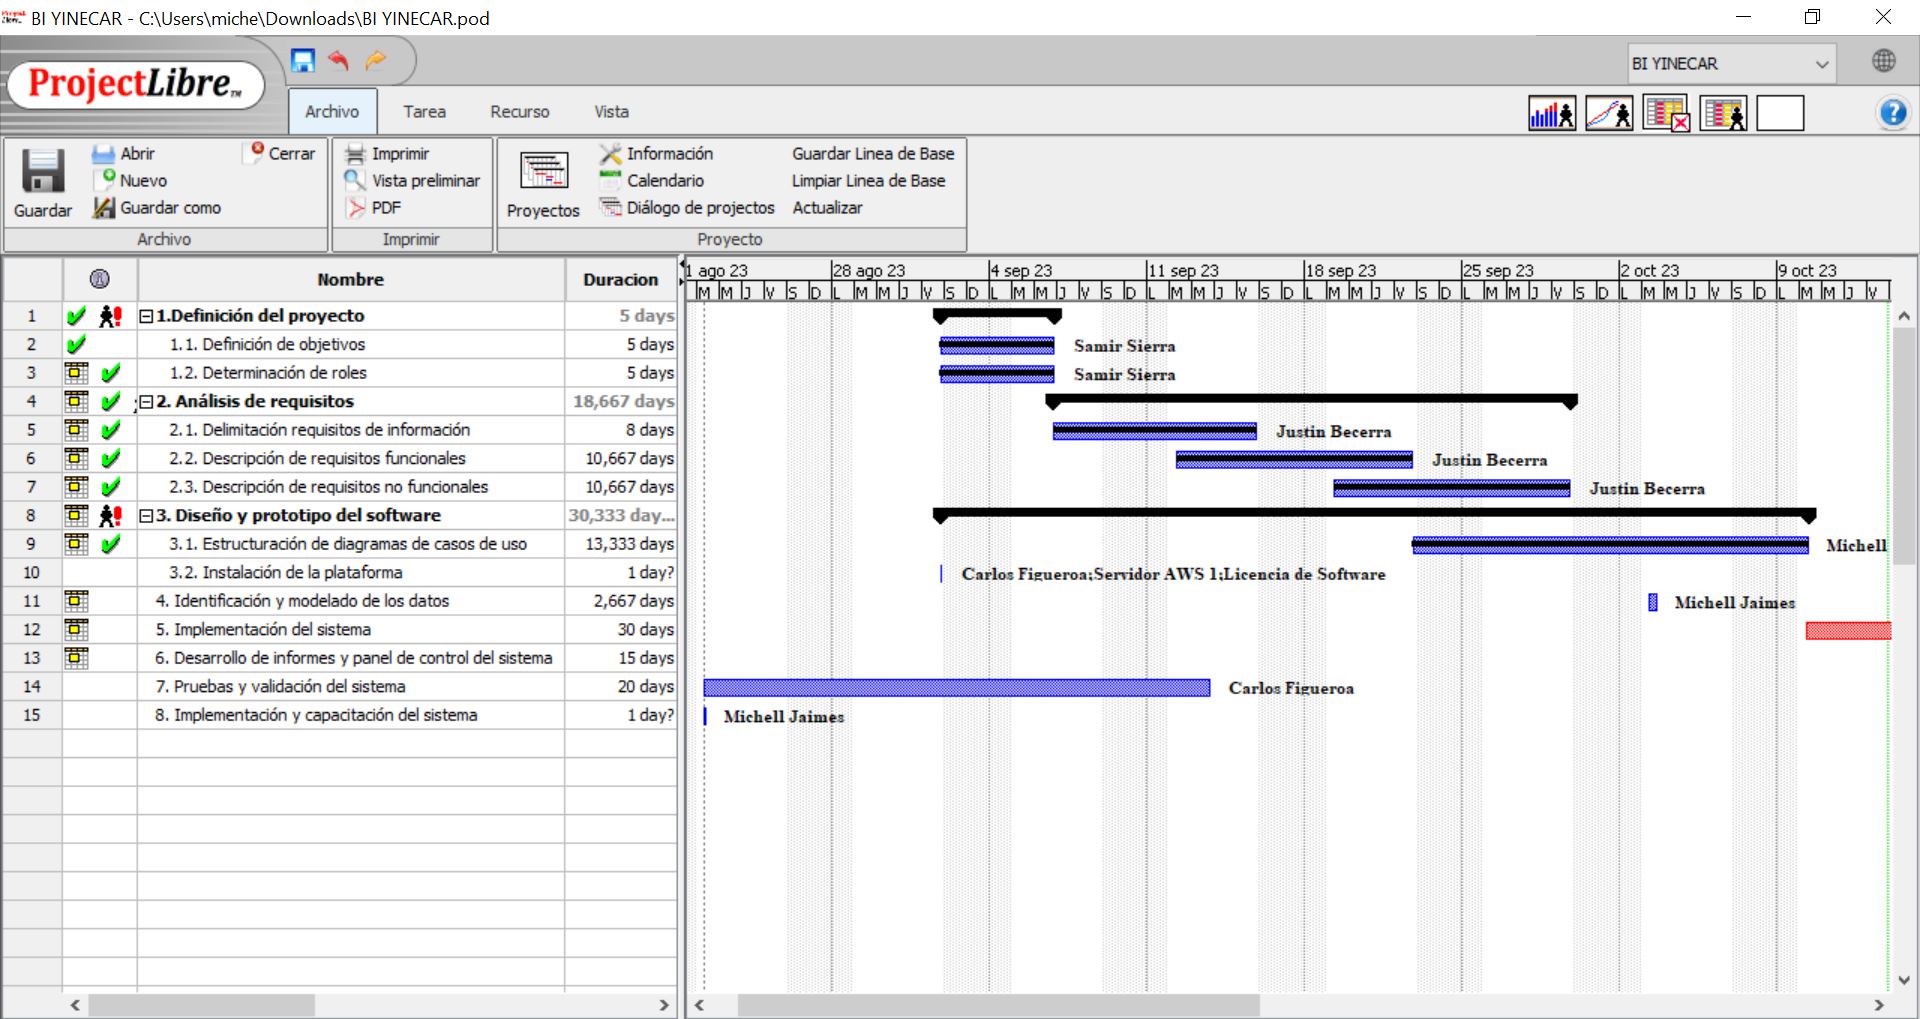 BI YINECAR - C:\Users\miche\Downloads\BI YINECAR.pod
ProjectLibre TM
BI YINECAR
Archivo Tarea Recurso Vista
Guardar
Abrir
Nuevo
Guardar como
Cerrar
Archivo
Imprimir
Vista preliminar
PDF
Imprimir
Proyectos
Información
Calendario
Diálogo de projectos
Guardar Linea de Base
Limpiar Linea de Base
Actualizar
Proyecto
Nombre Duracion
1 1.Definición del proyecto 5 days
2 1.1. Definición de objetivos 5 days
3 1.2. Determinación de roles 5 days
4 2. Análisis de requisitos 18,667 days
5 2.1. Delimitación requisitos de información 8 days
6 2.2. Descripción de requisitos funcionales 10,667 days
7 2.3. Descripción de requisitos no funcionales 10,667 days
8 3. Diseño y prototipo del software 30,333 day...
9 3.1. Estructuración de diagramas de casos de uso 13,333 days
10 3.2. Instalación de la plataforma 1 day?
11 4. Identificación y modelado de los datos 2,667 days
12 5. Implementación del sistema 30 days
13 6. Desarrollo de informes y panel de control del sistema 15 days
14 7. Pruebas y validación del sistema 20 days
15 8. Implementación y capacitación del sistema 1 day?
1 ago 23 28 ago 23 4 sep 23 11 sep 23 18 sep 23 25 sep 23 2 oct 23 9 oct 23
M M J V S D L M M J V S D L M M J V S D L M M J V S D L M M J V S D L M M J V S D L M M J V S D L M M J V
Samir Sierra
Samir Sierra
Justin Becerra
Justin Becerra
Justin Becerra
Michell
Carlos Figueroa;Servidor AWS 1;Licencia de Software
Michell Jaimes
Carlos Figueroa
Michell Jaimes